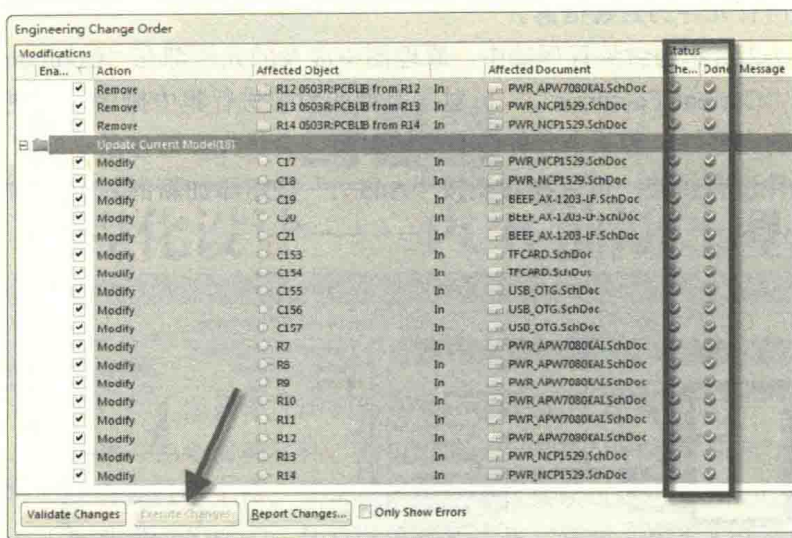 Engineering Change Order
Modifications Status
Ena... Action Affected Object Affected Document Che... Done Message
Remove R12 0503R:PCBLIB from R12 In PWR_APW7080KAI.SchDoc
Remove R13 0503R:PCBLIB from R13 In PWR_NCP1529.SchDoc
Remove R14 0503R:PCBLIB from R14 In PWR_NCP1529.SchDoc
Update Current Model(18)
Modify C17 In PWR_NCP1529.SchDoc
Modify C18 In PWR_NCP1529.SchDoc
Modify C19 In BEEF_AX-1203-LF.SchDoc
Modify C20 In BEEF_AX-1203-LF.SchDoc
Modify C21 In BEEF_AX-1203-LF.SchDoc
Modify C153 In TFCARD.SchDoc
Modify C154 In TFCARD.SchDoc
Modify C155 In USB_OTG.SchDoc
Modify C156 In USB_OTG.SchDoc
Modify C157 In USB_OTG.SchDoc
Modify R7 In PWR_APW7080KAI.SchDoc
Modify R8 In PWR_APW7080KAI.SchDoc
Modify R9 In PWR_APW7080KAI.SchDoc
Modify R10 In PWR_APW7080KAI.SchDoc
Modify R11 In PWR_APW7080KAI.SchDoc
Modify R12 In PWR_APW7080KAI.SchDoc
Modify R13 In PWR_NCP1529.SchDoc
Modify R14 In PWR_NCP1529.SchDoc
Validate Changes Execute Changes Report Changes... Only Show Errors